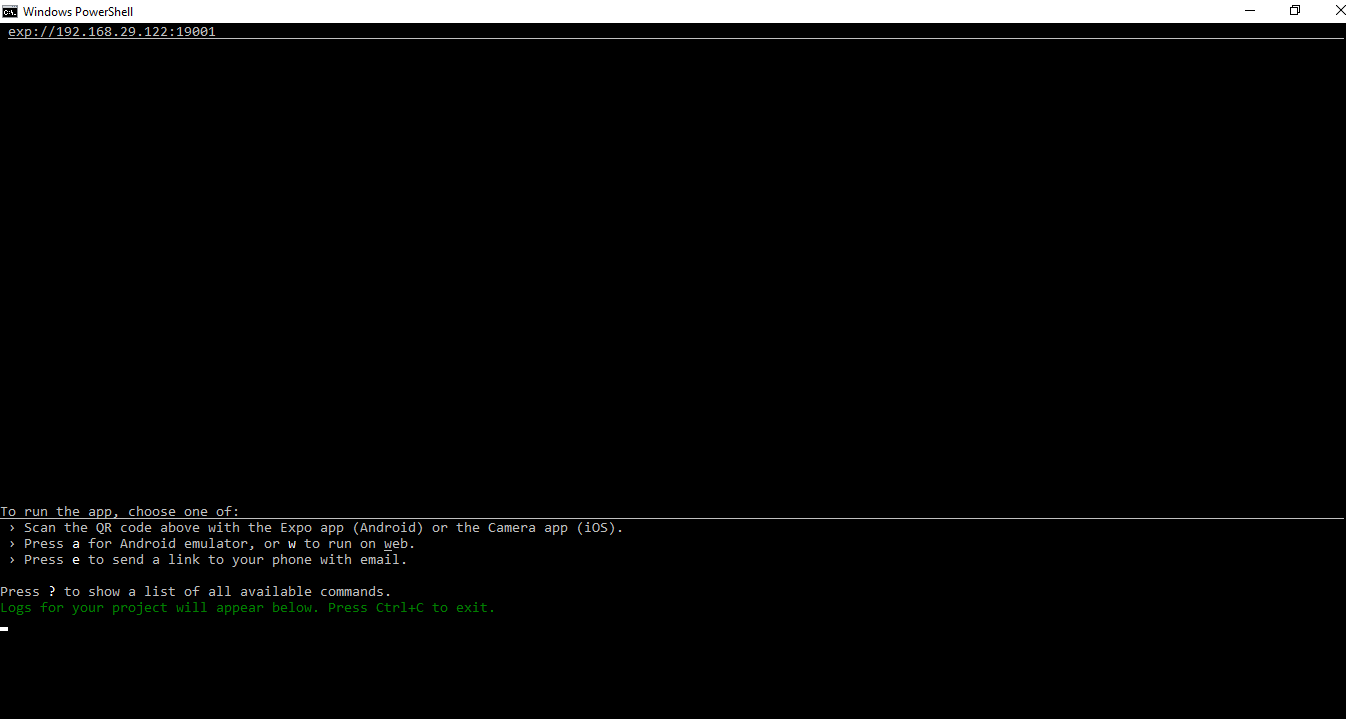 Windows PowerShell
exp://192.168.29.122:19001
To run the app, choose one of:
› Scan the QR code above with the Expo app (Android) or the Camera app (iOS).
› Press a for Android emulator, or w to run on web.
› Press e to send a link to your phone with email.
Press ? to show a list of all available commands.
Logs for your project will appear below. Press Ctrl+C to exit.